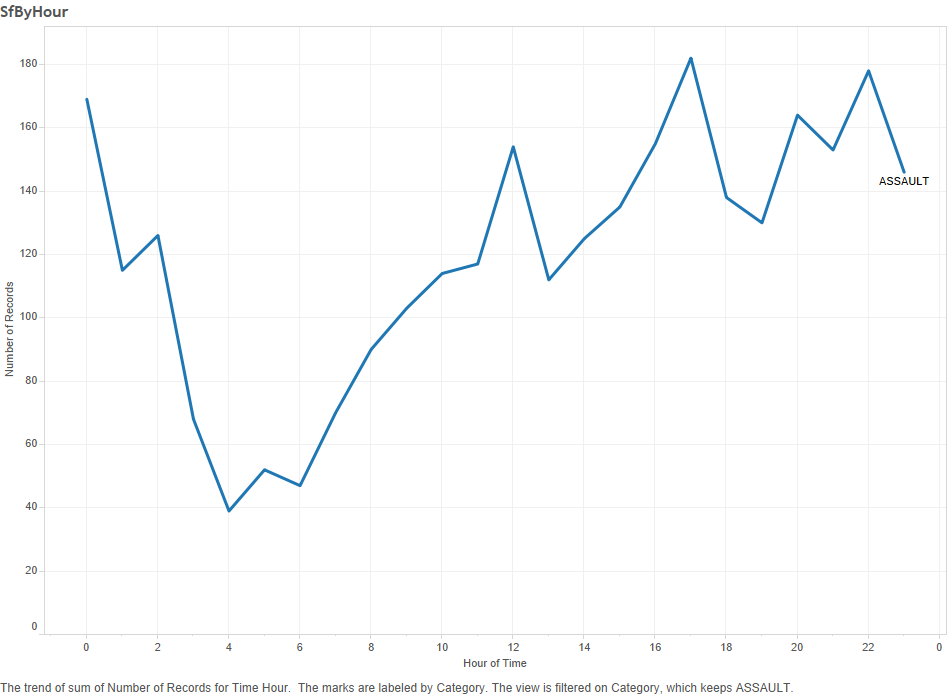 SfByHour
180
160
140
120
100
80
60
40
20
0
Number of Records
ASSAULT
0 2 4 6 8 10 12 14 16 18 20 22 0
Hour of Time
The trend of sum of Number of Records for Time Hour.  The marks are labeled by Category. The view is filtered on Category, which keeps ASSAULT.